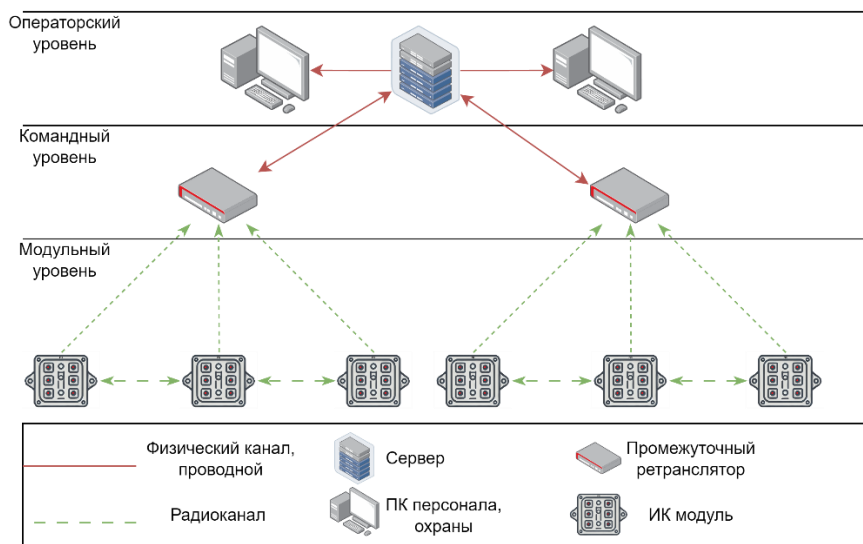 Операторский
уровень
Командный
уровень
Модульный
уровень
Физический канал,
проводной
Сервер
Промежуточный
ретранслятор
Радиоканал
ПК персонала,
охраны
ИК модуль